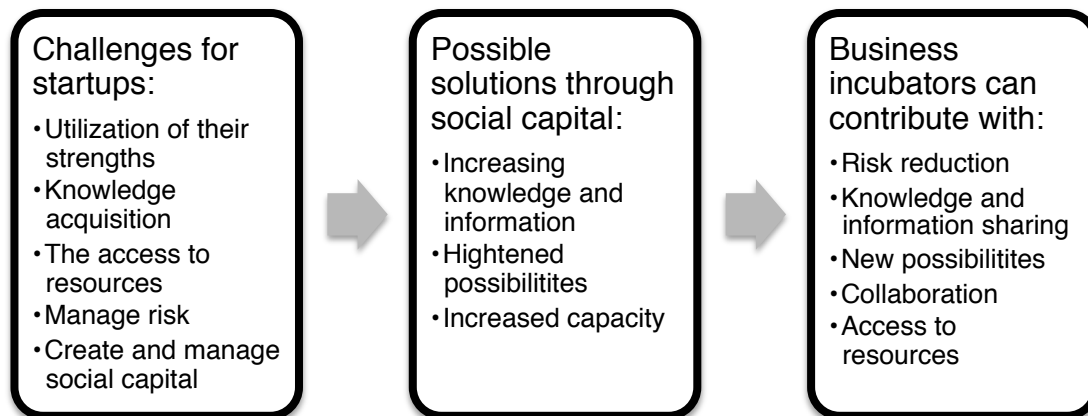 Challenges for
startups:
•Utilization of their
strengths
•Knowledge
acquisition
•The access to
resources
•Manage risk
•Create and manage
social capital
Possible
solutions through
social capital:
•Increasing
knowledge and
information
•Hightened
possibilitites
•Increased capacity
Business
incubators can
contribute with:
•Risk reduction
•Knowledge and
information sharing
•New possibilitites
•Collaboration
•Access to
resources